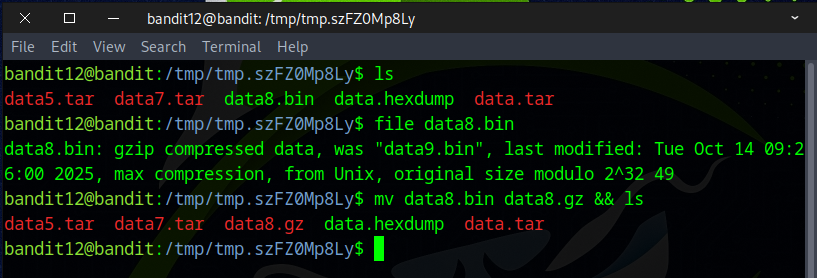 bandit12@bandit: /tmp/tmp.szFZ0Mp8Ly
File Edit View Search Terminal Help
bandit12@bandit:/tmp/tmp.szFZ0Mp8Ly$ ls
data5.tar  data7.tar  data8.bin  data.hexdump  data.tar
bandit12@bandit:/tmp/tmp.szFZ0Mp8Ly$ file data8.bin
data8.bin: gzip compressed data, was "data9.bin", last modified: Tue Oct 14 09:2
6:00 2025, max compression, from Unix, original size modulo 2^32 49
bandit12@bandit:/tmp/tmp.szFZ0Mp8Ly$ mv data8.bin data8.gz && ls
data5.tar  data7.tar  data8.gz  data.hexdump  data.tar
bandit12@bandit:/tmp/tmp.szFZ0Mp8Ly$